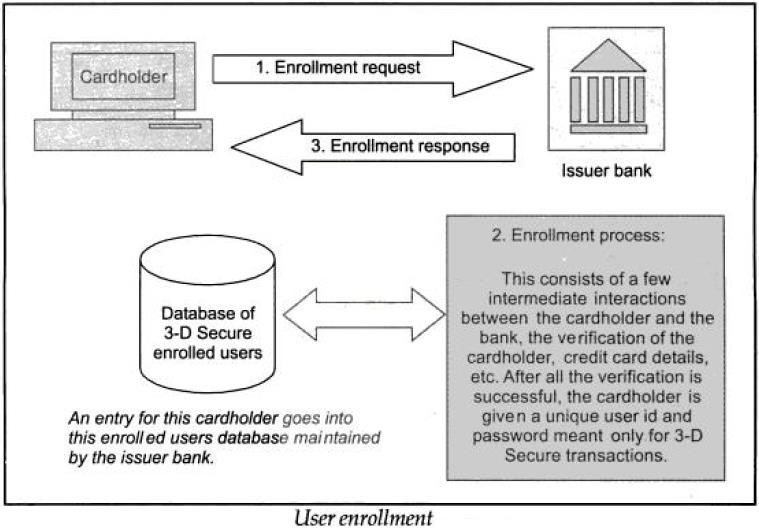 Cardholder
1. Enrollment request
3. Enrollment response
Issuer bank
2. Enrollment process:
This consists of a few
intermediate interactions
between the cardholder and the
bank, the verification of the
cardholder, credit card details,
etc. After all the verification is
successful, the cardholder is
given a unique user id and
password meant only for 3-D
Secure transactions.
Database of
3-D Secure
enrolled users
An entry for this cardholder goes into
this enrolled users database maintained
by the issuer bank.
User enrollment